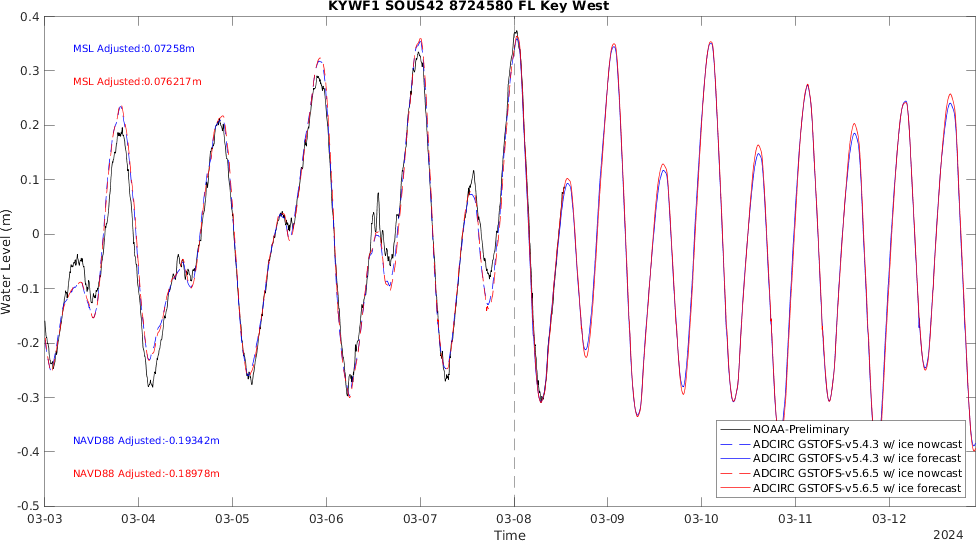 KYWF1 SOUS42 8724580 FL Key West
0.4
0.3
0.2
0.1
0
-0.1
-0.2
-0.3
-0.4
-0.5
Water Level (m)
MSL Adjusted:0.07258m
MSL Adjusted:0.076217m
NAVD88 Adjusted:-0.19342m
NAVD88 Adjusted:-0.18978m
NOAA-Preliminary
ADCIRC GSTOFS-v5.4.3 w/ ice nowcast
ADCIRC GSTOFS-v5.4.3 w/ ice forecast
ADCIRC GSTOFS-v5.6.5 w/ ice nowcast
ADCIRC GSTOFS-v5.6.5 w/ ice forecast
03-03 03-04 03-05 03-06 03-07 03-08 03-09 03-10 03-11 03-12
Time
2024